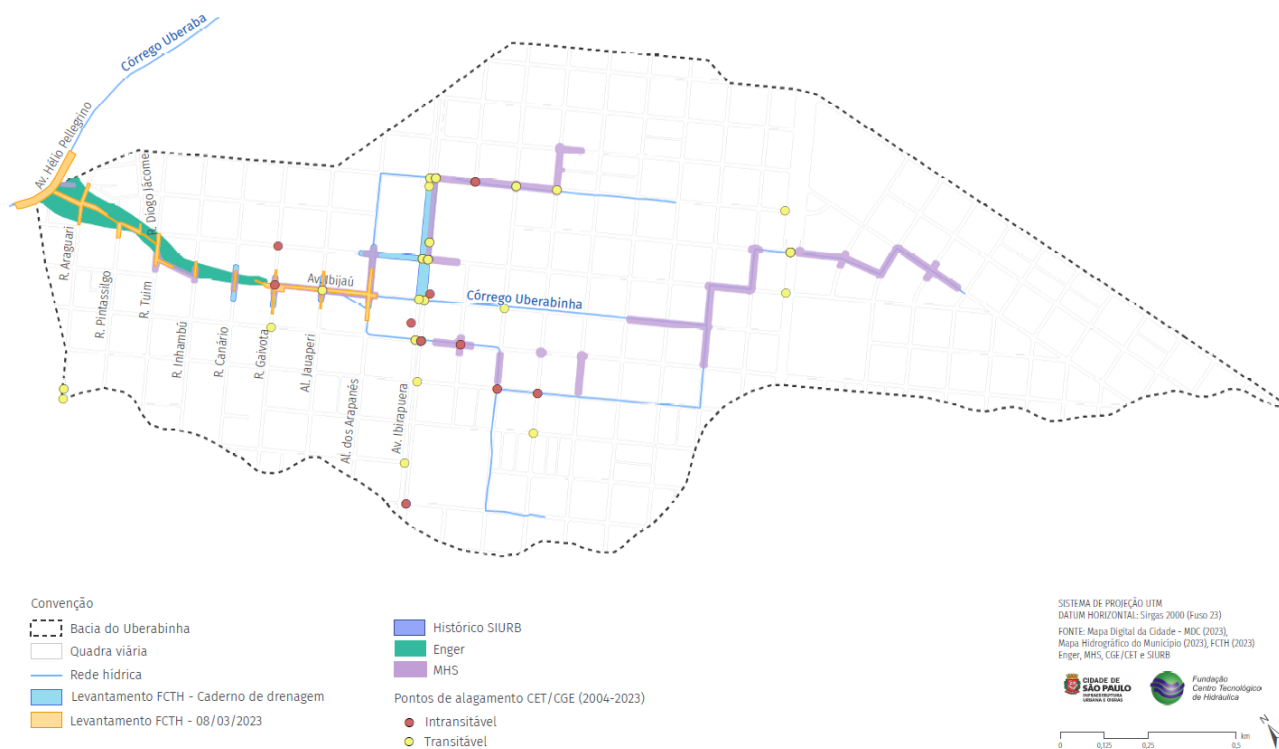 Córrego Uberaba
Av. Hélio Pellegrino
R. Diogo Jácome
R. Araguari
R. Pintassilgo
R. Tuim
R. Inhambú
R. Canário
R. Gaivota
Av. Ibijaú
Al. Jauaperi
Al. dos Arapanés
Av. Ibirapuera
Córrego Uberabinha
Convenção
Bacia do Uberabinha
Quadra viária
Rede hídrica
Levantamento FCTH - Caderno de drenagem
Levantamento FCTH - 08/03/2023
Histórico SIURB
Enger
MHS
Pontos de alagamento CET/CGE (2004-2023)
Intransitável
Transitável
SISTEMA DE PROJEÇÃO UTM
DATUM HORIZONTAL: Sirgas 2000 (Fuso 23)
FONTE: Mapa Digital da Cidade - MDC (2023),
Mapa Hidrográfico do Município (2023), FCTH (2023)
Enger, MHS, CGE/CET e SIURB
CIDADE DE
SÃO PAULO
INFRAESTRUTURA
URBANA E OBRAS
Fundação
Centro Tecnológico
de Hidráulica
km
0 0,125 0,25 0,5
N